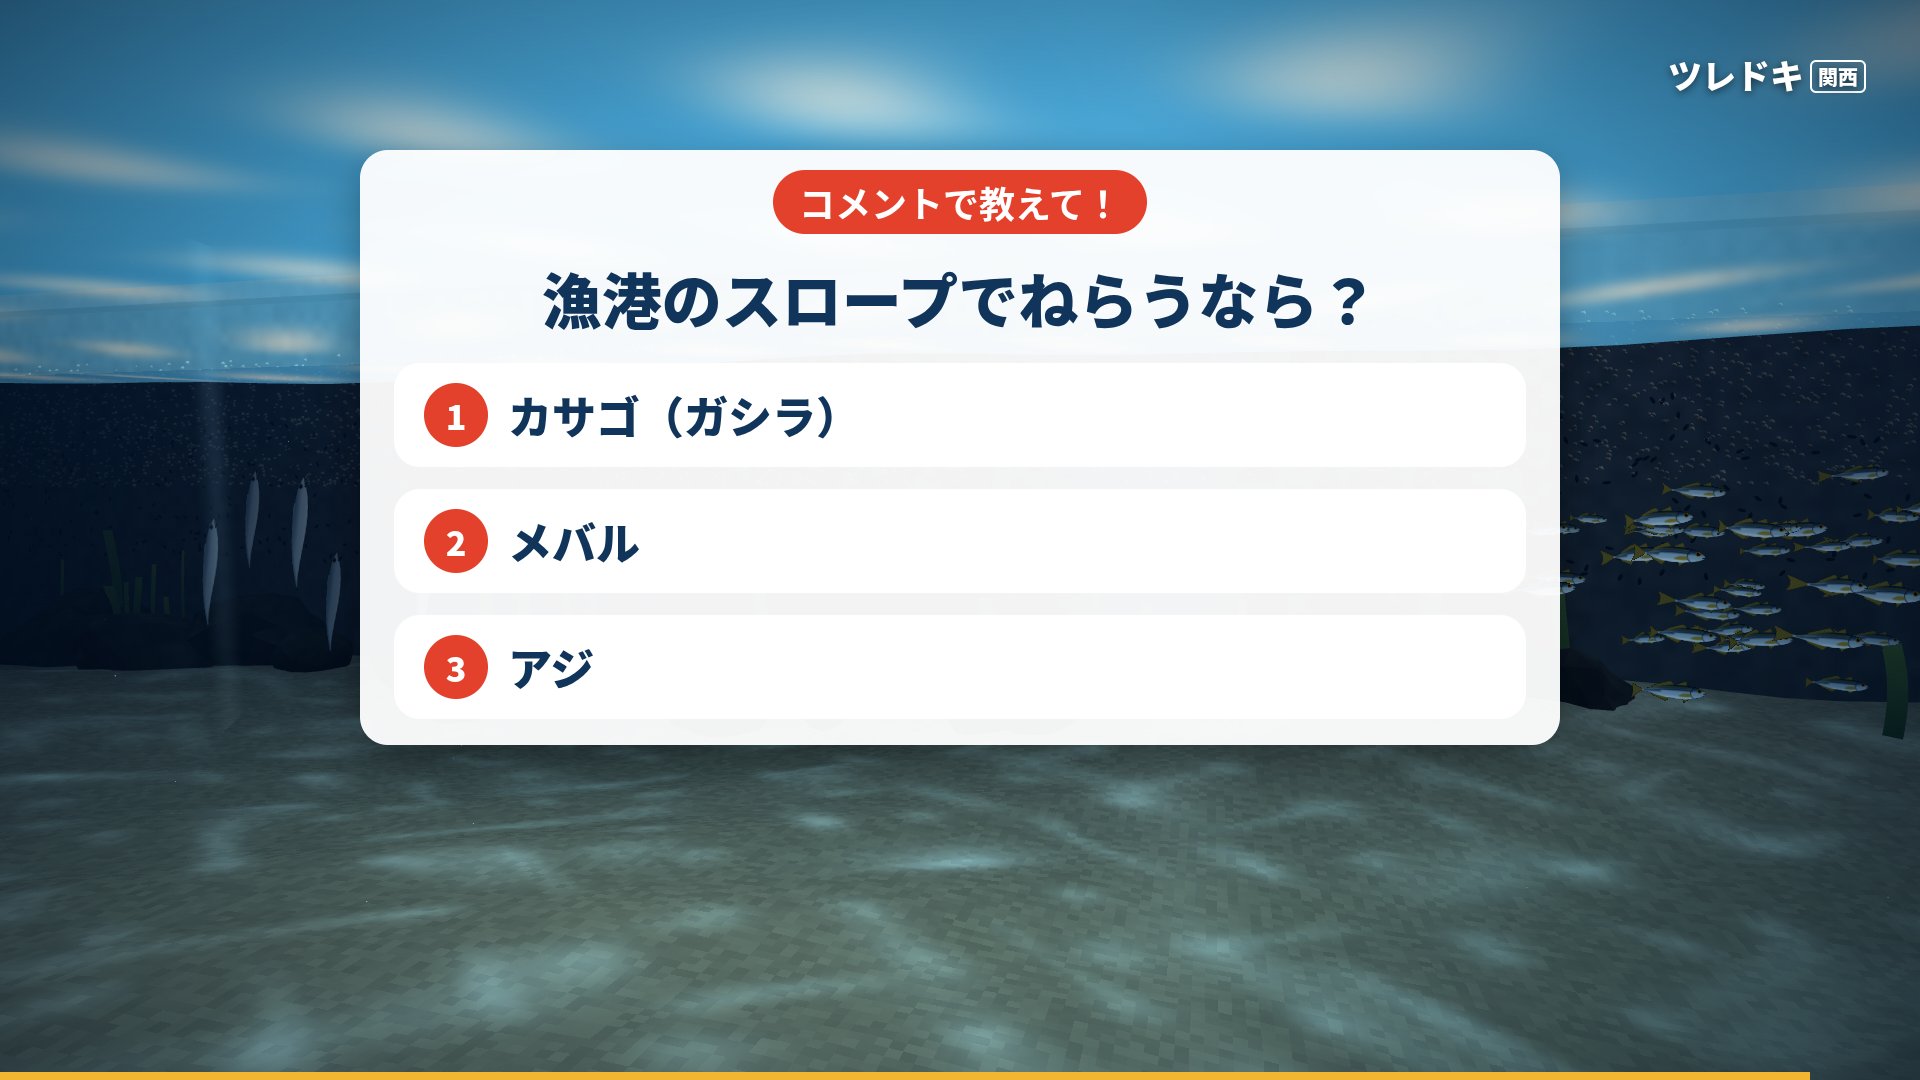 ツレドキ 関西
コメントで教えて！
漁港のスロープでねらうなら？
1 カサゴ（ガシラ）
2 メバル
3 アジ